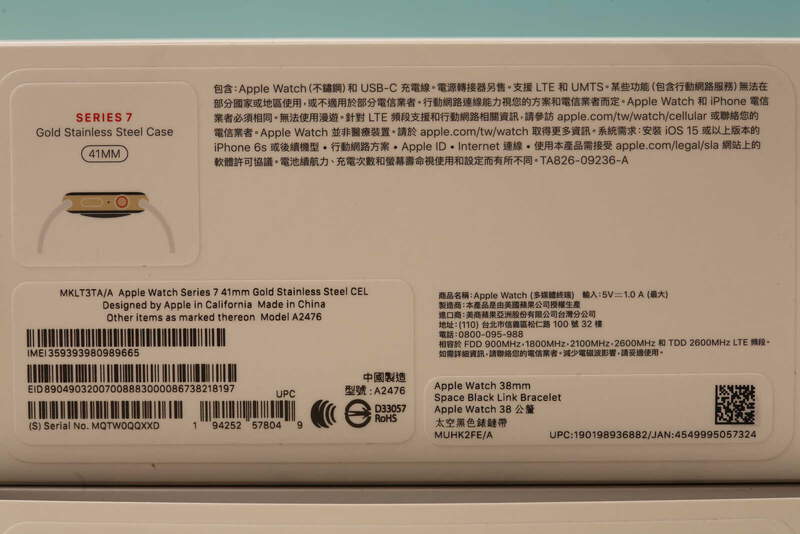 SERIES 7
Gold Stainless Steel Case
41MM
包含: Apple Watch (不鏽鋼) 和 USB-C 充電線。電源轉接器另售。支援 LTE 和 UMTS。某些功能 (包含行動網路服務) 無法在
部分國家或地區使用, 或不適用於部分電信業者。行動網路連線能力視您的方案和電信業者而定。Apple Watch 和 iPhone 電信
業者必須相同。無法使用漫遊。針對 LTE 頻段支援和行動網路相關資訊, 請參訪 apple.com/tw/watch/cellular 或聯絡您的
電信業者。Apple Watch 並非醫療裝置。請於 apple.com/tw/watch 取得更多資訊。系統需求: 安裝 iOS 15 或以上版本的
iPhone 6s 或後續機型 • 行動網路方案 • Apple ID • Internet 連線 • 使用本產品需接受 apple.com/legal/sla 網站上的
軟體許可協議。電池續航力、充電次數和螢幕壽命視使用和設定而有所不同。TA826-09236-A
MKLT3TA/A Apple Watch Series 7 41mm Gold Stainless Steel CEL
Designed by Apple in California Made in China
Other items as marked thereon Model A2476
IMEI 359393980989665
EID 89049032007008883000086738218197
(S) Serial No. MQTW0QQXXD
UPC
1 94252 57804 9
中國製造
型號: A2476
D33057
RoHS
商品名稱: Apple Watch (多媒體終端) 輸入: 5V⎓1.0 A (最大)
製造商: 本產品是由美國蘋果公司授權生產
進口商: 美商蘋果亞洲股份有限公司台灣分公司
地址: (110) 台北市信義區松仁路 100 號 32 樓
電話: 0800-095-988
相容於 FDD 900MHz, 1800MHz, 2100MHz, 2600MHz 和 TDD 2600MHz LTE 頻段。
如需詳細資訊, 請聯絡您的電信業者。減少電磁波影響, 請妥適使用。
Apple Watch 38mm
Space Black Link Bracelet
Apple Watch 38 公釐
太空黑色錶鏈帶
MUHK2FE/A
UPC:190198936882/JAN:4549995057324